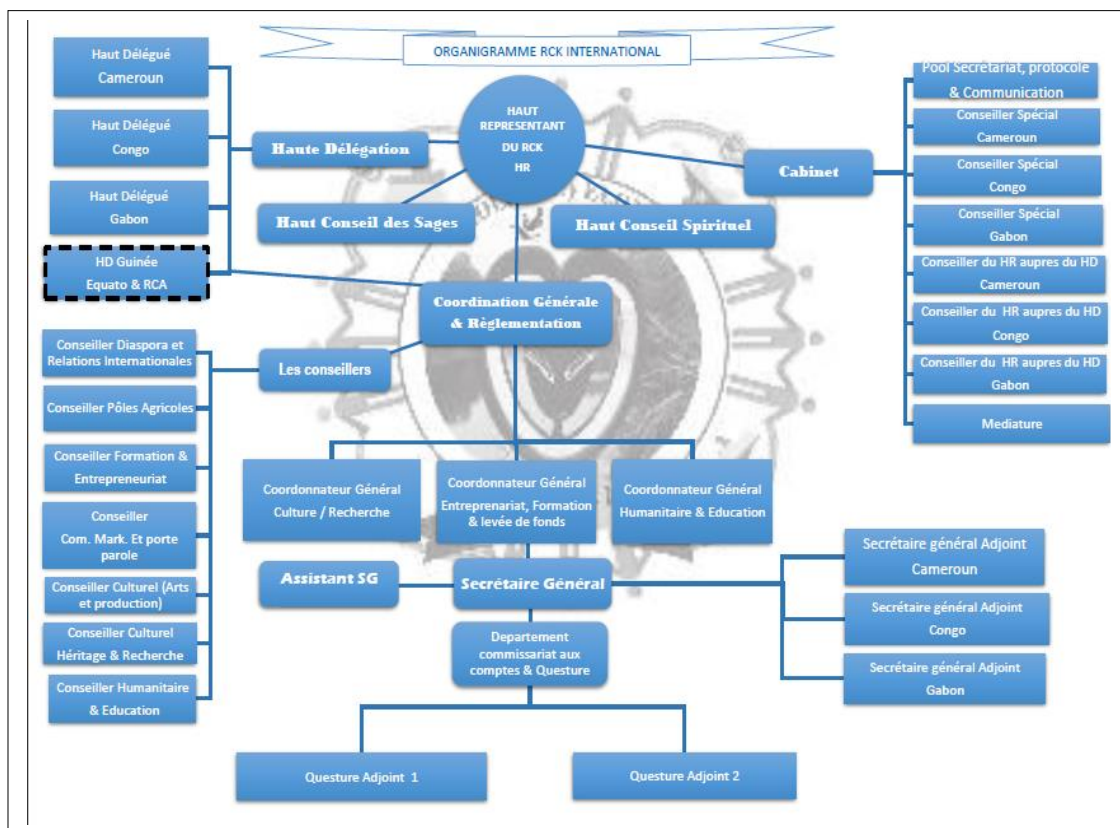 ORGANIGRAMME RCK INTERNATIONAL
HAUT
REPRESENTANT
DU RCK
HR
Haut Délégué
Cameroun
Haut Délégué
Congo
Haut Délégué
Gabon
HD Guinée
Equato & RCA
Haute Délégation
Haut Conseil des Sages
Haut Conseil Spirituel
Cabinet
Pool Secrétariat, protocole
& Communication
Conseiller Spécial
Cameroun
Conseiller Spécial
Congo
Conseiller Spécial
Gabon
Conseiller du HR aupres du HD
Cameroun
Conseiller du HR aupres du HD
Congo
Conseiller du HR aupres du HD
Gabon
Mediature
Coordination Générale
& Règlementation
Les conseillers
Conseiller Diaspora et
Relations Internationales
Conseiller Pôles Agricoles
Conseiller Formation &
Entrepreneuriat
Conseiller
Com. Mark. Et porte
parole
Conseiller Culturel (Arts
et production)
Conseiller Culturel
Héritage & Recherche
Conseiller Humanitaire
& Education
Coordonnateur Général
Culture / Recherche
Coordonnateur Général
Entreprenariat, Formation
& levée de fonds
Coordonnateur Général
Humanitaire & Education
Assistant SG
Secrétaire Général
Secrétaire général Adjoint
Cameroun
Secrétaire général Adjoint
Congo
Secrétaire général Adjoint
Gabon
Departement
commissariat aux
comptes & Questure
Questure Adjoint 1
Questure Adjoint 2